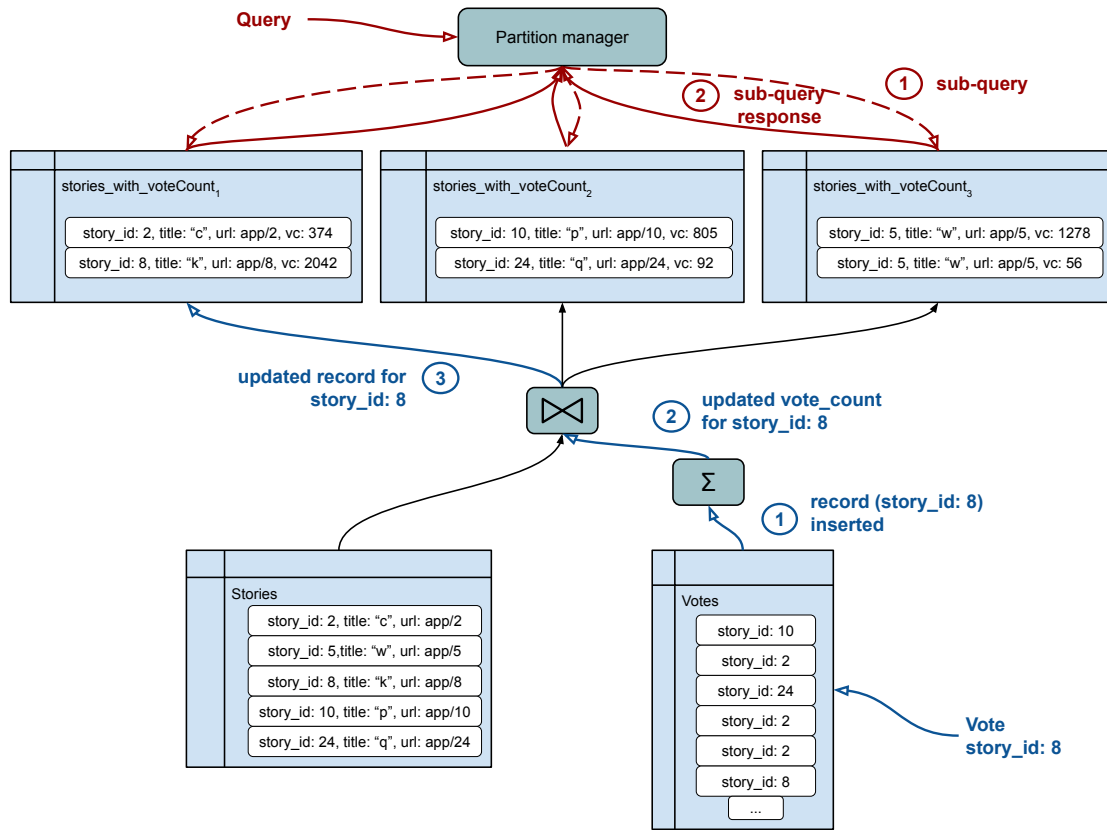 Query
Partition manager
1 sub-query
2 sub-query
response
stories_with_voteCount1
story_id: 2, title: “c”, url: app/2, vc: 374
story_id: 8, title: “k”, url: app/8, vc: 2042
stories_with_voteCount2
story_id: 10, title: “p”, url: app/10, vc: 805
story_id: 24, title: “q”, url: app/24, vc: 92
stories_with_voteCount3
story_id: 5, title: “w”, url: app/5, vc: 1278
story_id: 5, title: “w”, url: app/5, vc: 56
updated record for
story_id: 8
3
2
updated vote_count
for story_id: 8
Σ
1
record (story_id: 8)
inserted
Stories
story_id: 2, title: “c”, url: app/2
story_id: 5,title: “w”, url: app/5
story_id: 8, title: “k”, url: app/8
story_id: 10, title: “p”, url: app/10
story_id: 24, title: “q”, url: app/24
Votes
story_id: 10
story_id: 2
story_id: 24
story_id: 2
story_id: 2
story_id: 8
...
Vote
story_id: 8